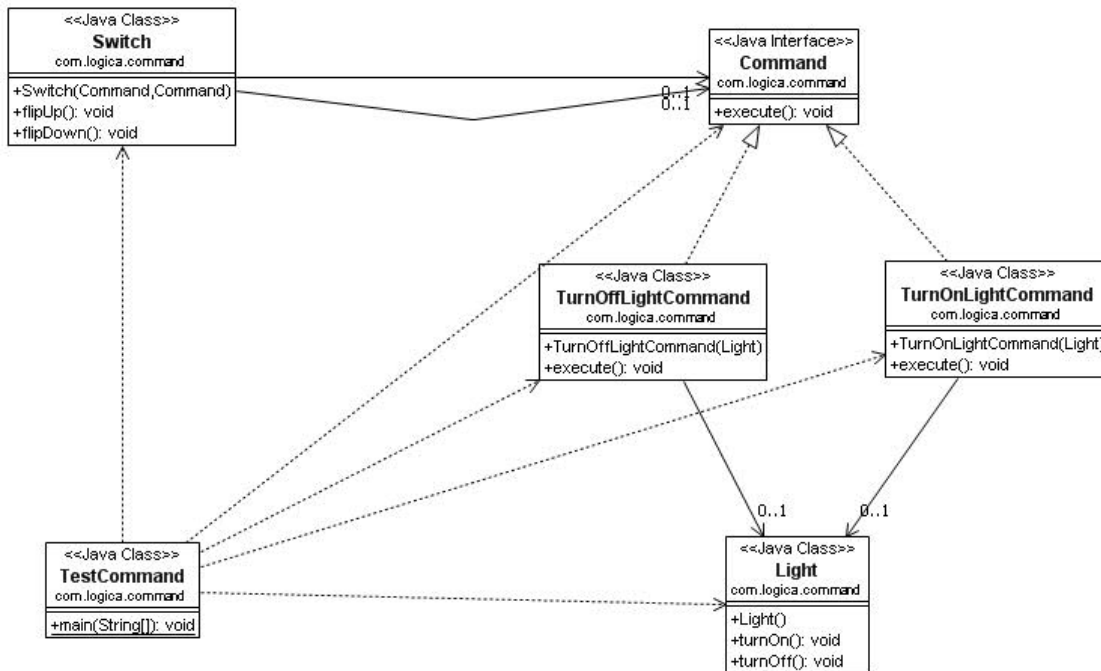 <<Java Class>>
Switch
com.logica.command
+Switch(Command,Command)
+flipUp(): void
+flipDown(): void
<<Java Interface>>
Command
com.logica.command
+execute(): void
0..1
0..1
<<Java Class>>
TurnOffLightCommand
com.logica.command
+TurnOffLightCommand(Light)
+execute(): void
<<Java Class>>
TurnOnLightCommand
com.logica.command
+TurnOnLightCommand(Light)
+execute(): void
0..1
0..1
<<Java Class>>
TestCommand
com.logica.command
+main(String[]): void
<<Java Class>>
Light
com.logica.command
+Light()
+turnOn(): void
+turnOff(): void